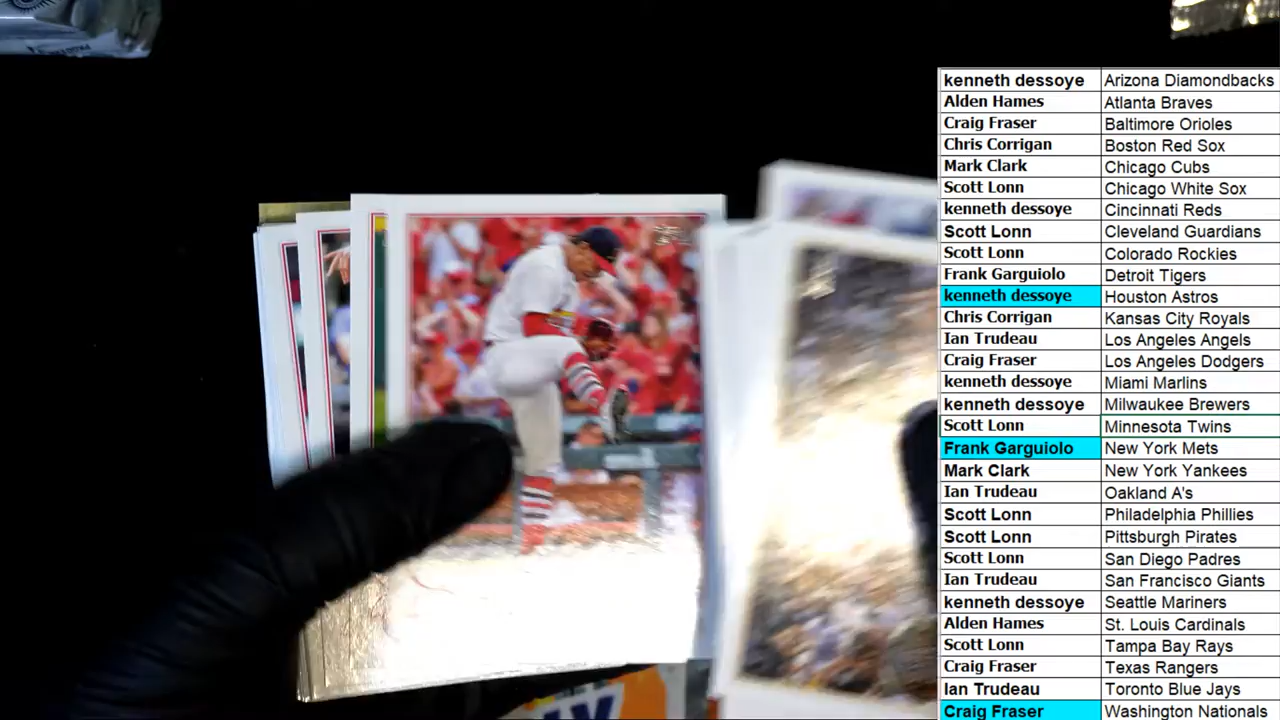 kenneth dessoye Arizona Diamondbacks
Alden Hames Atlanta Braves
Craig Fraser Baltimore Orioles
Chris Corrigan Boston Red Sox
Mark Clark Chicago Cubs
Scott Lonn Chicago White Sox
kenneth dessoye Cincinnati Reds
Scott Lonn Cleveland Guardians
Scott Lonn Colorado Rockies
Frank Garguiolo Detroit Tigers
kenneth dessoye Houston Astros
Chris Corrigan Kansas City Royals
Ian Trudeau Los Angeles Angels
Craig Fraser Los Angeles Dodgers
kenneth dessoye Miami Marlins
kenneth dessoye Milwaukee Brewers
Scott Lonn Minnesota Twins
Frank Garguiolo New York Mets
Mark Clark New York Yankees
Ian Trudeau Oakland A's
Scott Lonn Philadelphia Phillies
Scott Lonn Pittsburgh Pirates
Scott Lonn San Diego Padres
Ian Trudeau San Francisco Giants
kenneth dessoye Seattle Mariners
Alden Hames St. Louis Cardinals
Scott Lonn Tampa Bay Rays
Craig Fraser Texas Rangers
Ian Trudeau Toronto Blue Jays
Craig Fraser Washington Nationals